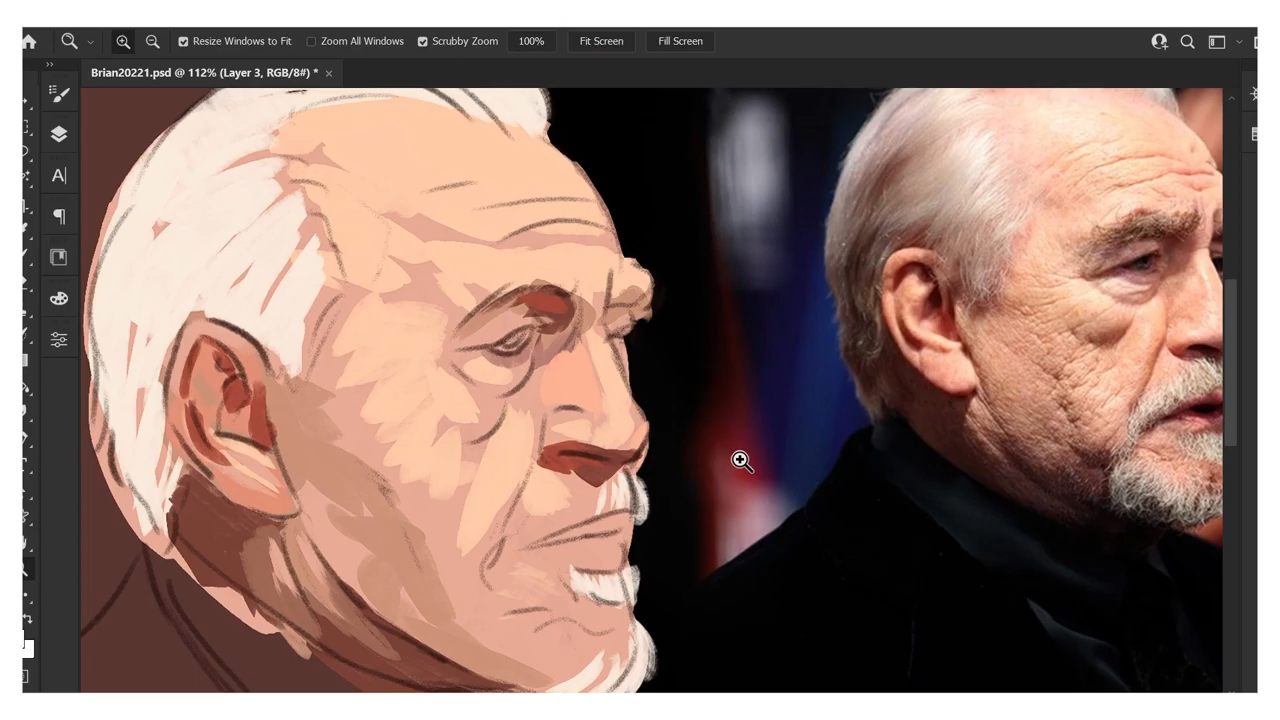 Resize Windows to Fit Zoom All Windows Scrubby Zoom 100% Fit Screen Fill Screen
Brian20221.psd @ 112% (Layer 3, RGB/8#) * ×